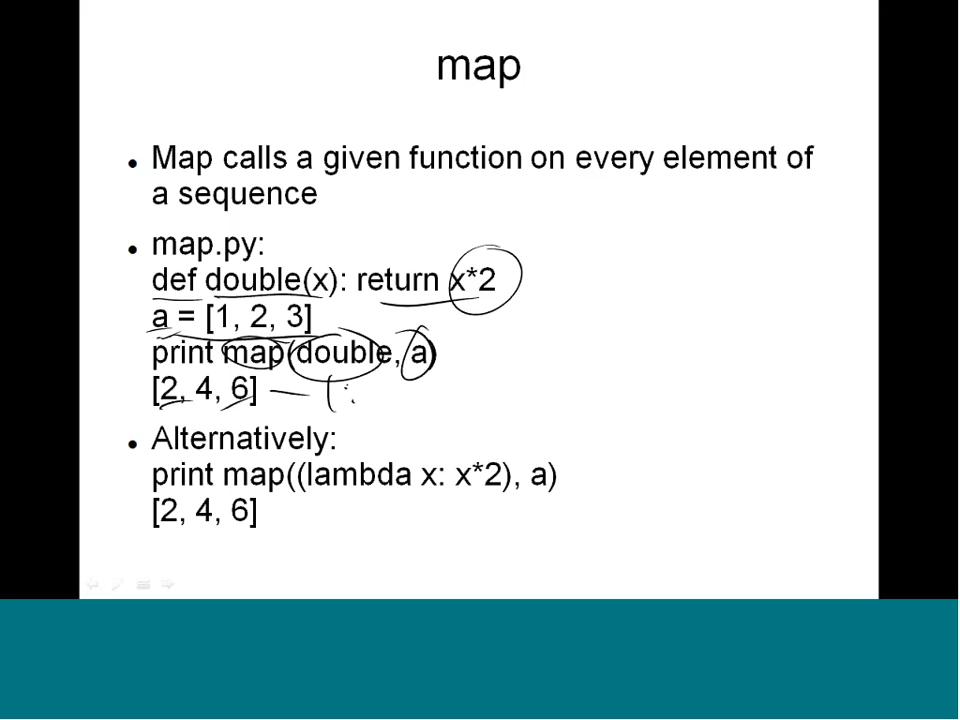 map
Map calls a given function on every element of
a sequence
map.py:
def double(x): return x*2
a = [1, 2, 3]
print map(double, a)
[2, 4, 6]
Alternatively:
print map((lambda x: x*2), a)
[2, 4, 6]